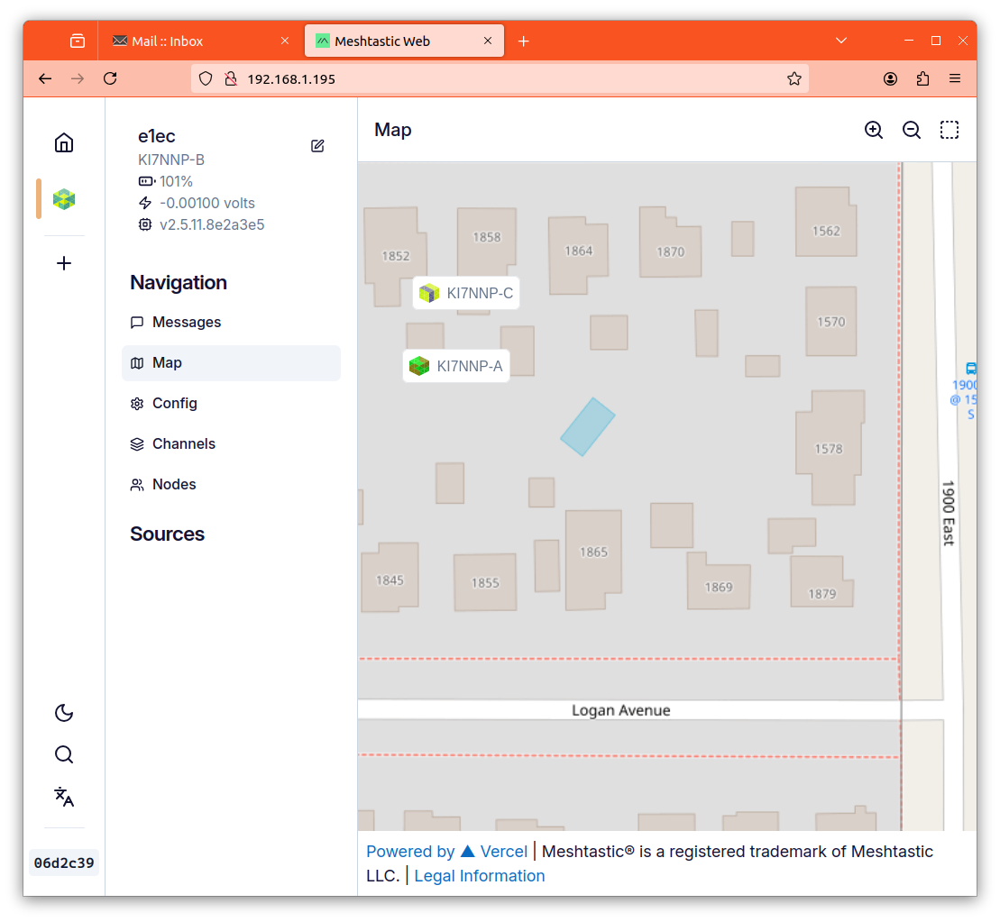 Mail :: Inbox
Meshtastic Web
192.168.1.195
e1ec
KI7NNP-B
101%
-0.00100 volts
v2.5.11.8e2a3e5
Navigation
Messages
Map
Config
Channels
Nodes
Sources
06d2c39
Map
1852
1858
1864
1870
1562
KI7NNP-C
1570
KI7NNP-A
1900
@ 15
S
1578
1900 East
1865
1845
1855
1869
1879
Logan Avenue
Powered by ▲ Vercel | Meshtastic® is a registered trademark of Meshtastic
LLC. | Legal Information